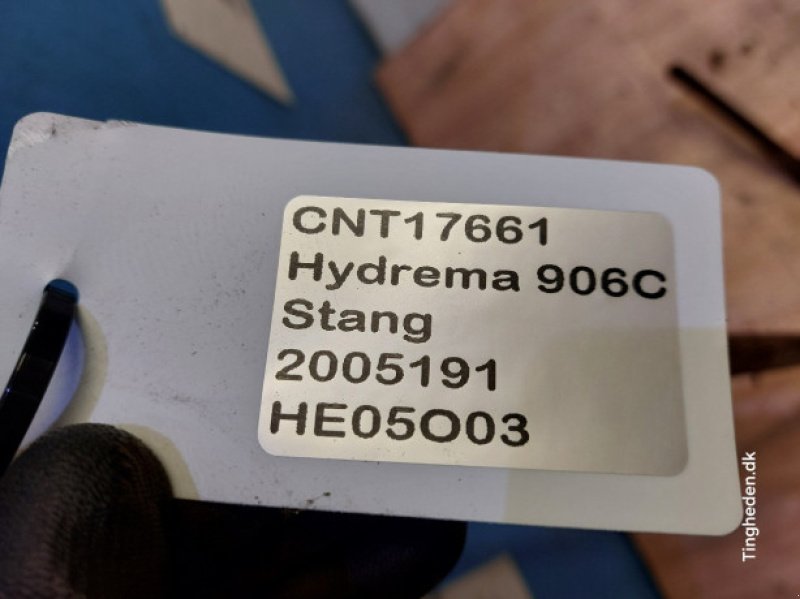 CNT17661
Hydrema 906C
Stang
2005191
HE05O03
Tingheden.dk